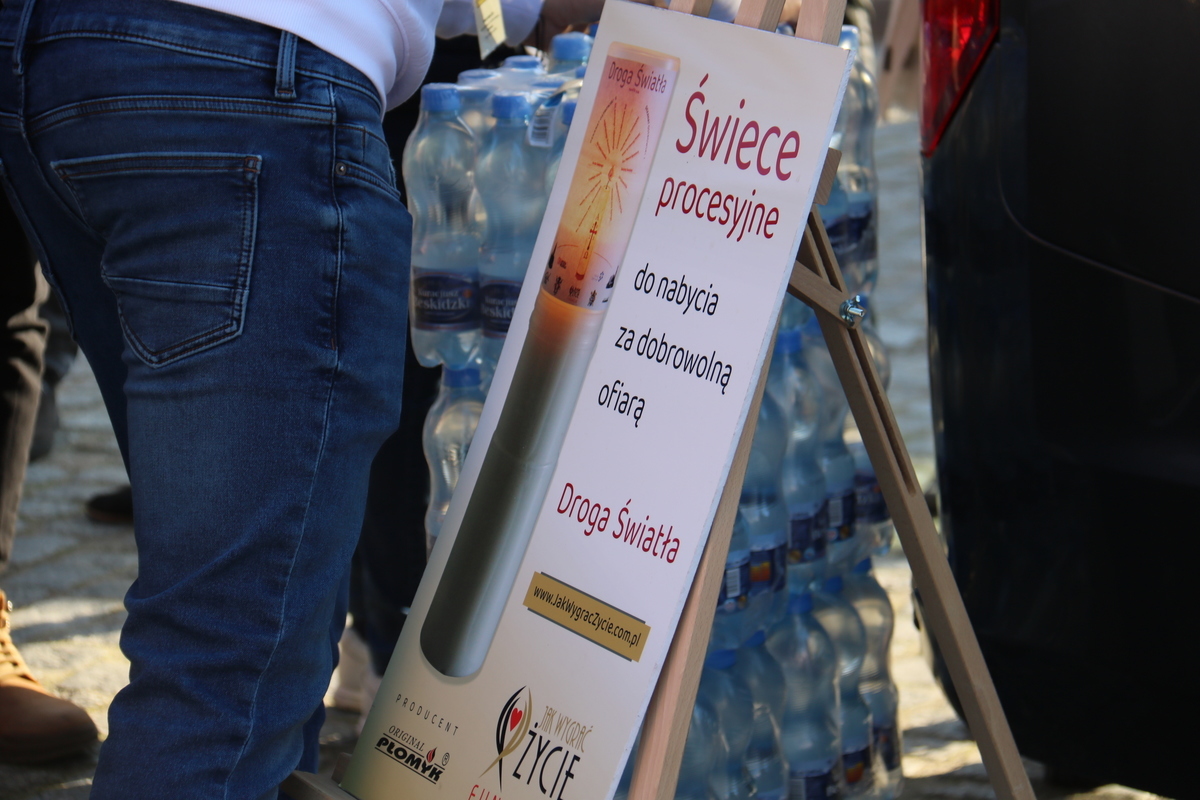 Droga Światła
Świece
procesyjne
do nabycia
za dobrowolną
ofiarą
Droga Światła
www.JakWygracZycie.com.pl
PRODUCENT
ORIGINAL
PŁOMYK®
JAK WYGRAĆ
ŻYCIE